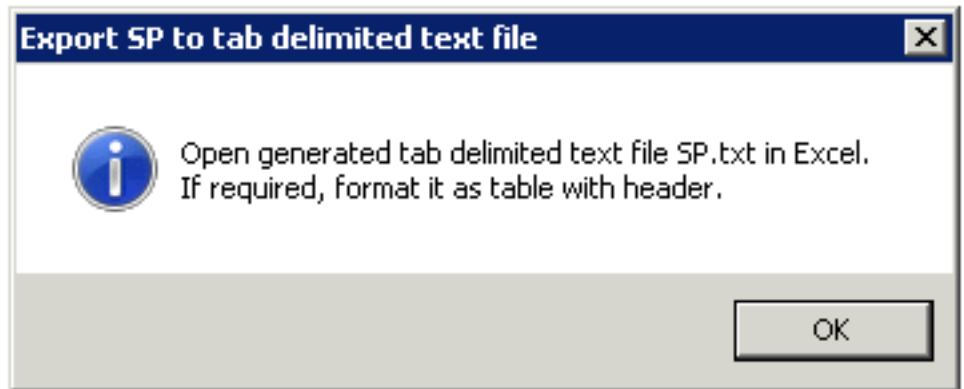 Export SP to tab delimited text file
Open generated tab delimited text file SP.txt in Excel.
If required, format it as table with header.
OK